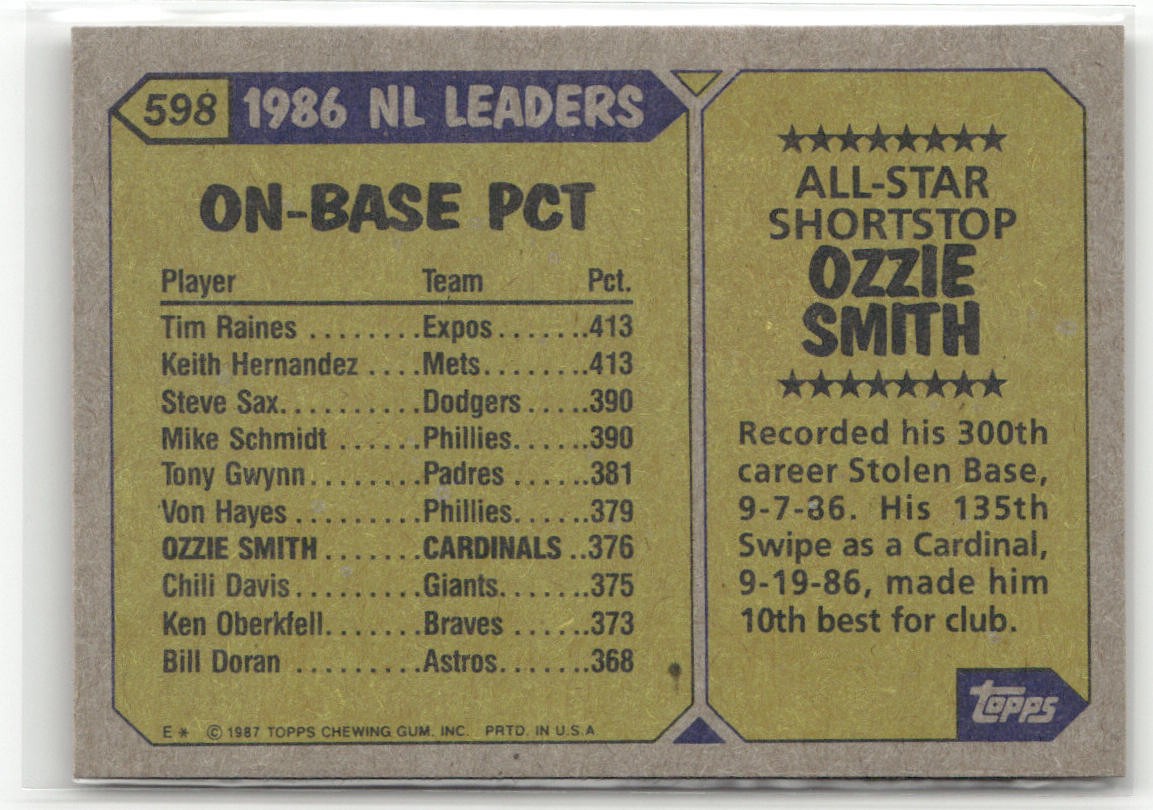 598 1986 NL LEADERS
ON-BASE PCT
Player Team Pct.
Tim Raines ........Expos.......413
Keith Hernandez ....Mets........413
Steve Sax..........Dodgers.....390
Mike Schmidt ......Phillies.....390
Tony Gwynn........Padres ......381
Von Hayes .........Phillies......379
OZZIE SMITH.......CARDINALS ..376
Chili Davis.........Giants.......375
Ken Oberkfell.......Braves ......373
Bill Doran .........Astros.......368
E * © 1987 TOPPS CHEWING GUM. INC. PRTD. IN U.S.A
ALL-STAR
SHORTSTOP
OZZIE
SMITH
Recorded his 300th
career Stolen Base,
9-7-86. His 135th
Swipe as a Cardinal,
9-19-86, made him
10th best for club.
topps